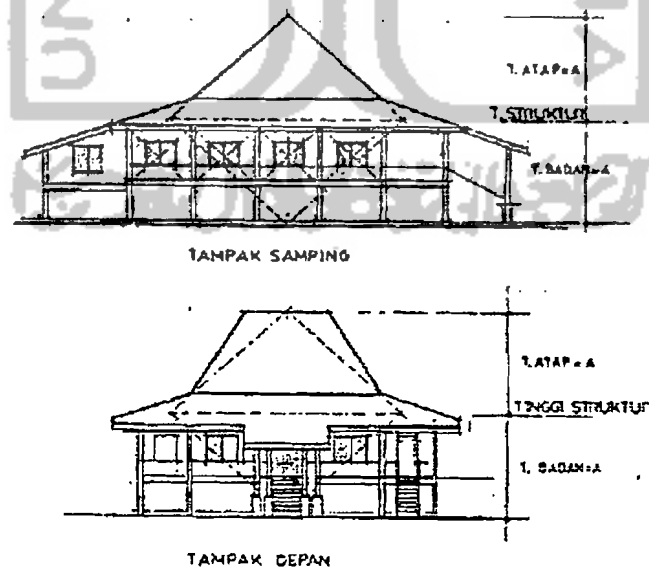 T. ATAP=A
T. STRUKTUR
T. BADAN=A
TAMPAK SAMPING
T. ATAP=A
TINGGI STRUKTUR
T. BADAN=A
TAMPAK DEPAN